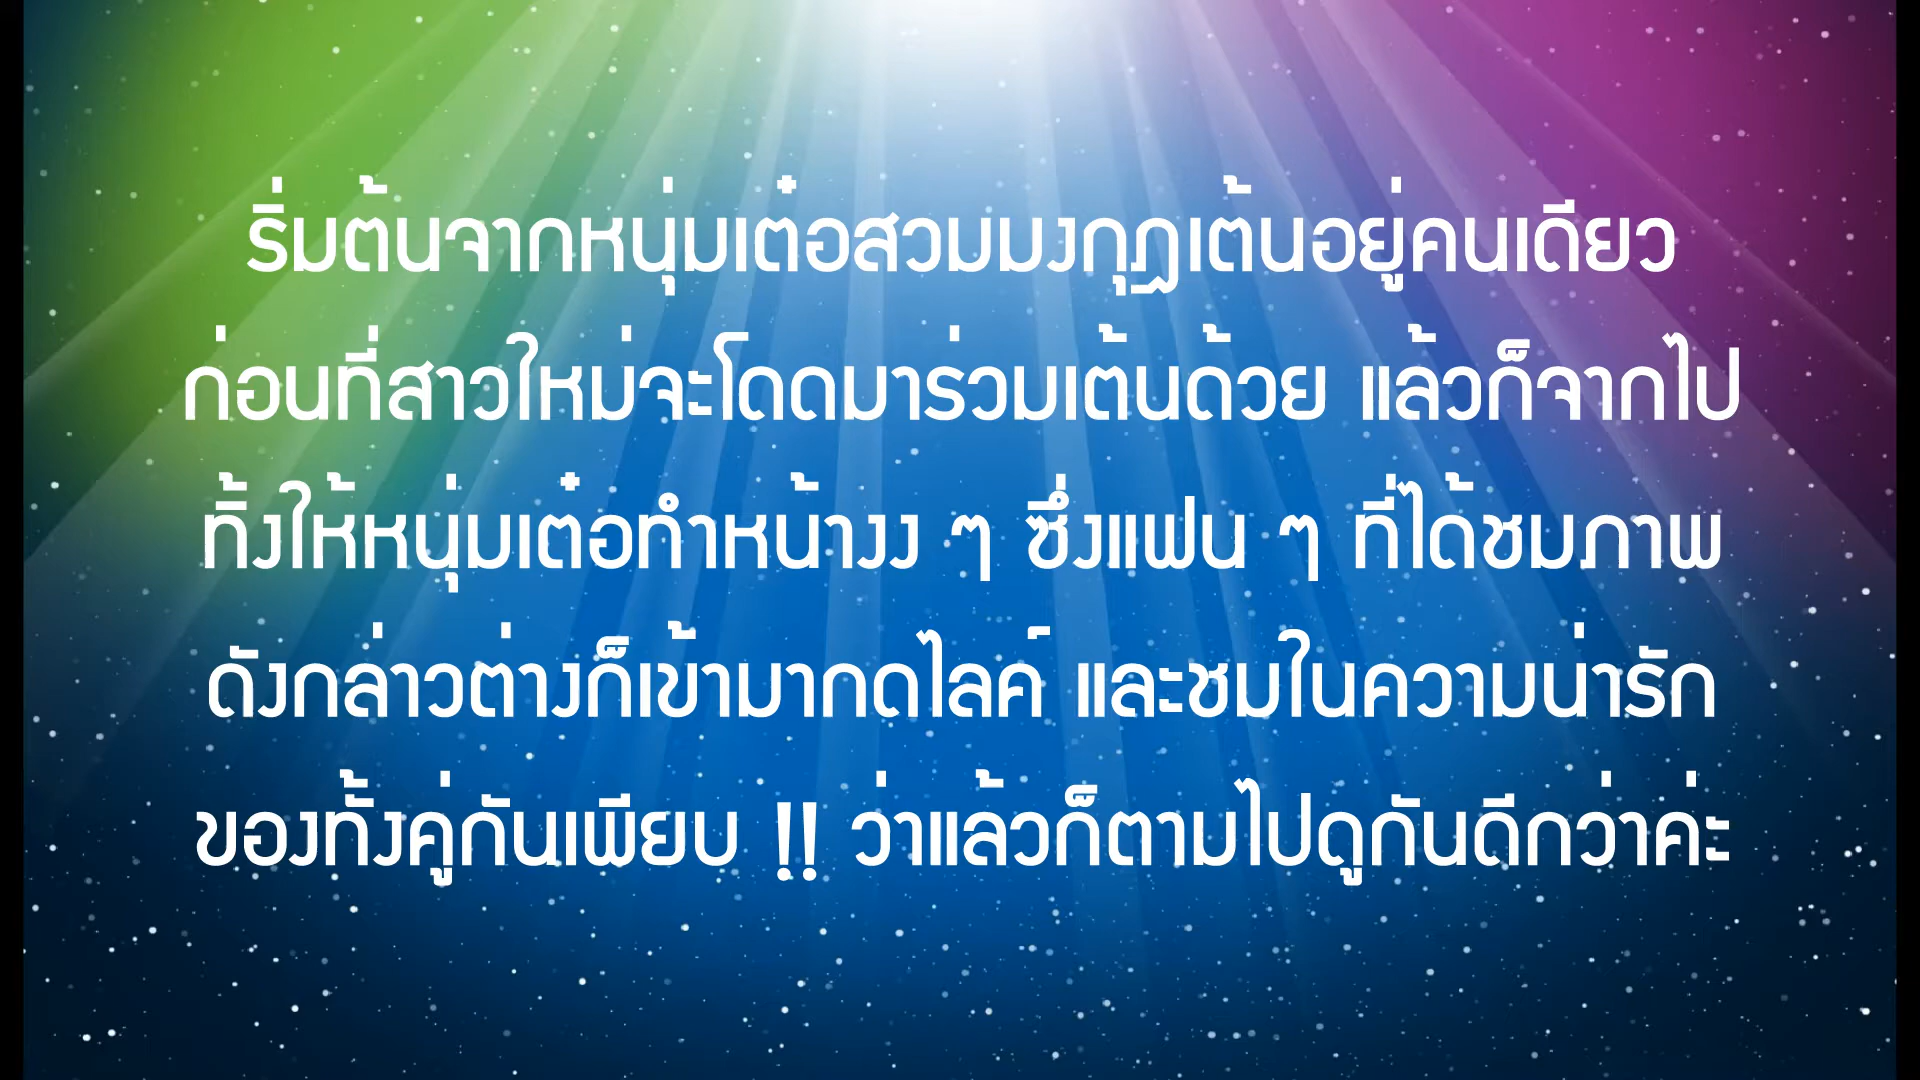 ริ่มต้นจากหนุ่มเต๋อสวมมงกุฎเต้นอยู่คนเดียว
ก่อนที่สาวใหม่จะโดดมาร่วมเต้นด้วย แล้วก็จากไป
ทิ้งให้หนุ่มเต๋อทำหน้างง ๆ ซึ่งแฟน ๆ ที่ได้ชมภาพ
ดังกล่าวต่างก็เข้ามากดไลค์ และชมในความน่ารัก
ของทั้งคู่กันเพียบ !! ว่าแล้วก็ตามไปดูกันดีกว่าค่ะ